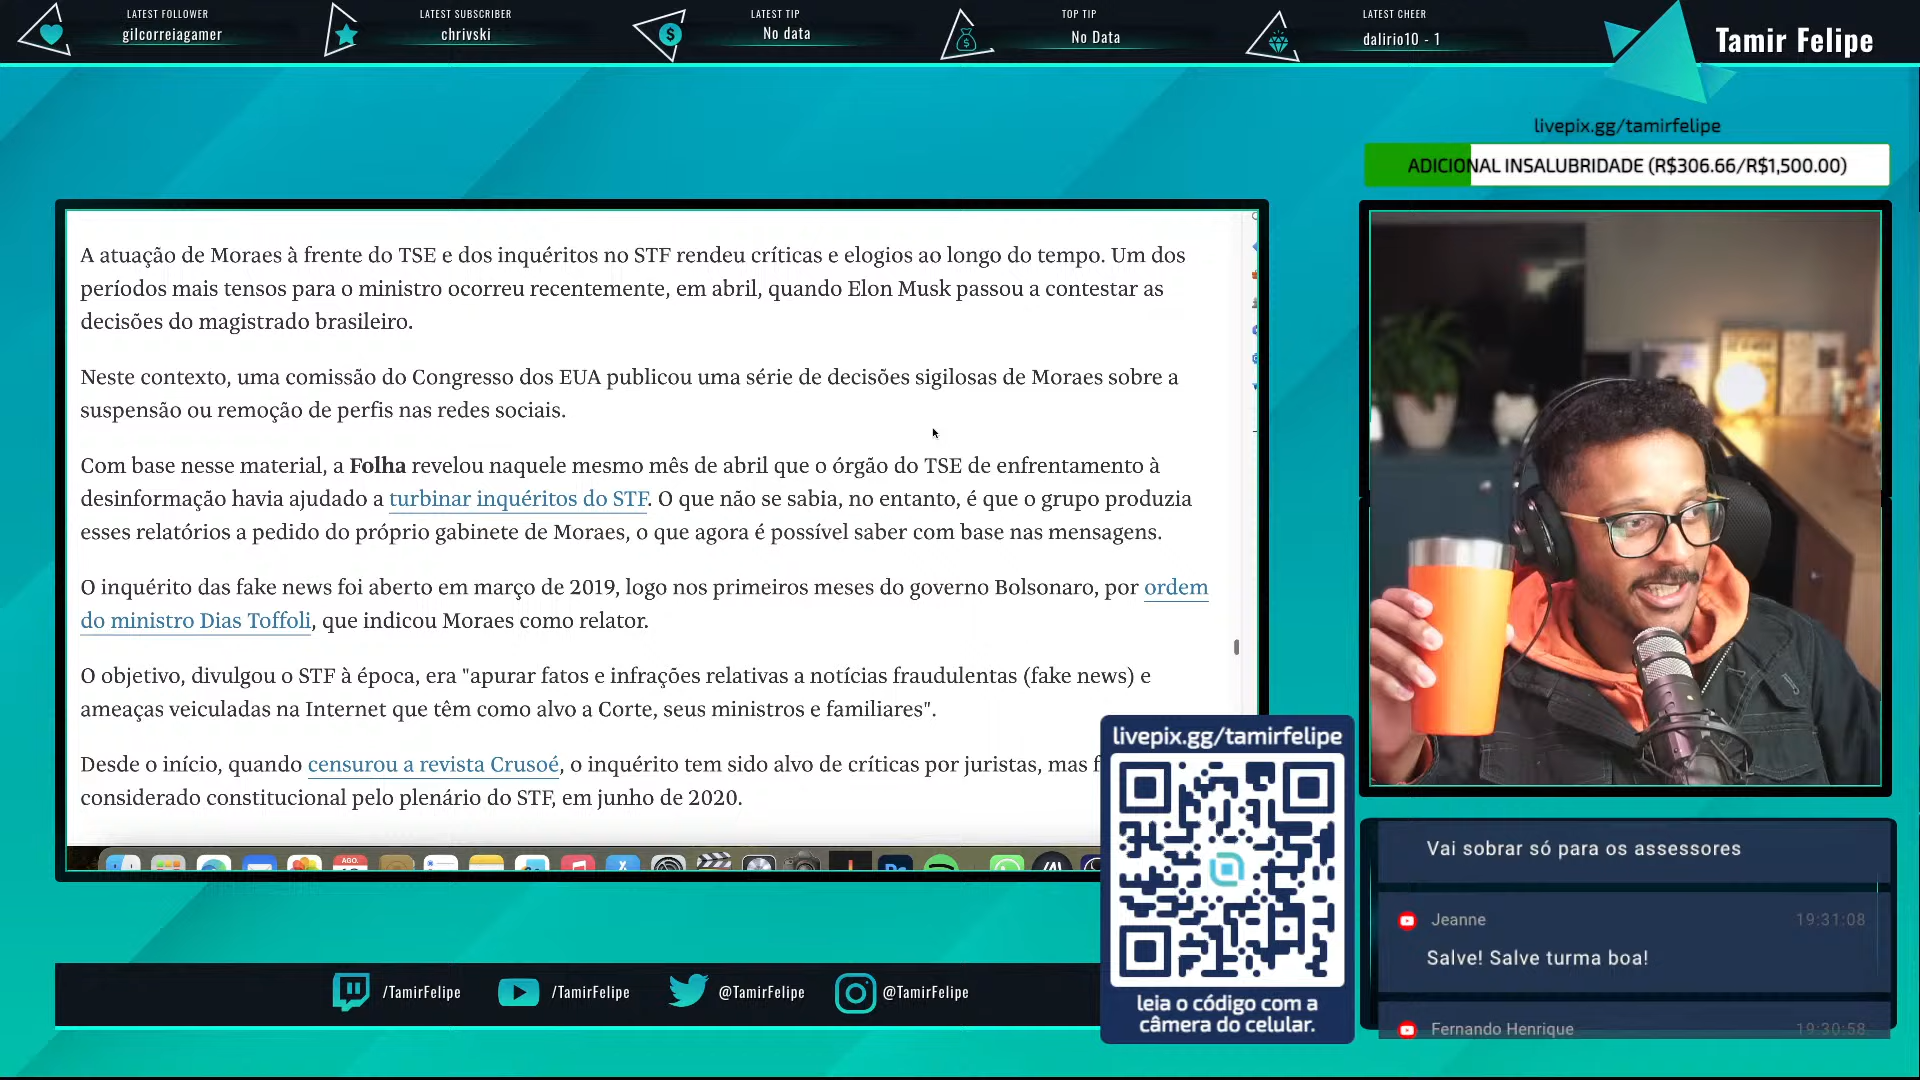 LATEST FOLLOWER
gilcorreiagamer
LATEST SUBSCRIBER
chrivski
LATEST TIP
No data
TOP TIP
No Data
LATEST CHEER
dalirio10 - 1
Tamir Felipe
livepix.gg/tamirfelipe
ADICIONAL INSALUBRIDADE (R$306.66/R$1,500.00)
A atuação de Moraes à frente do TSE e dos inquéritos no STF rendeu críticas e elogios ao longo do tempo. Um dos
períodos mais tensos para o ministro ocorreu recentemente, em abril, quando Elon Musk passou a contestar as
decisões do magistrado brasileiro.
Neste contexto, uma comissão do Congresso dos EUA publicou uma série de decisões sigilosas de Moraes sobre a
suspensão ou remoção de perfis nas redes sociais.
Com base nesse material, a Folha revelou naquele mesmo mês de abril que o órgão do TSE de enfrentamento à
desinformação havia ajudado a turbinar inquéritos do STF. O que não se sabia, no entanto, é que o grupo produzia
esses relatórios a pedido do próprio gabinete de Moraes, o que agora é possível saber com base nas mensagens.
O inquérito das fake news foi aberto em março de 2019, logo nos primeiros meses do governo Bolsonaro, por ordem
do ministro Dias Toffoli, que indicou Moraes como relator.
O objetivo, divulgou o STF à época, era "apurar fatos e infrações relativas a notícias fraudulentas (fake news) e
ameaças veiculadas na Internet que têm como alvo a Corte, seus ministros e familiares".
Desde o início, quando censurou a revista Crusoé, o inquérito tem sido alvo de críticas por juristas, mas f
considerado constitucional pelo plenário do STF, em junho de 2020.
AGO.
livepix.gg/tamirfelipe
leia o código com a
câmera do celular.
Vai sobrar só para os assessores
Jeanne 19:31:08
Salve! Salve turma boa!
Fernando Henrique 19:30:58
/TamirFelipe
/TamirFelipe
@TamirFelipe
@TamirFelipe